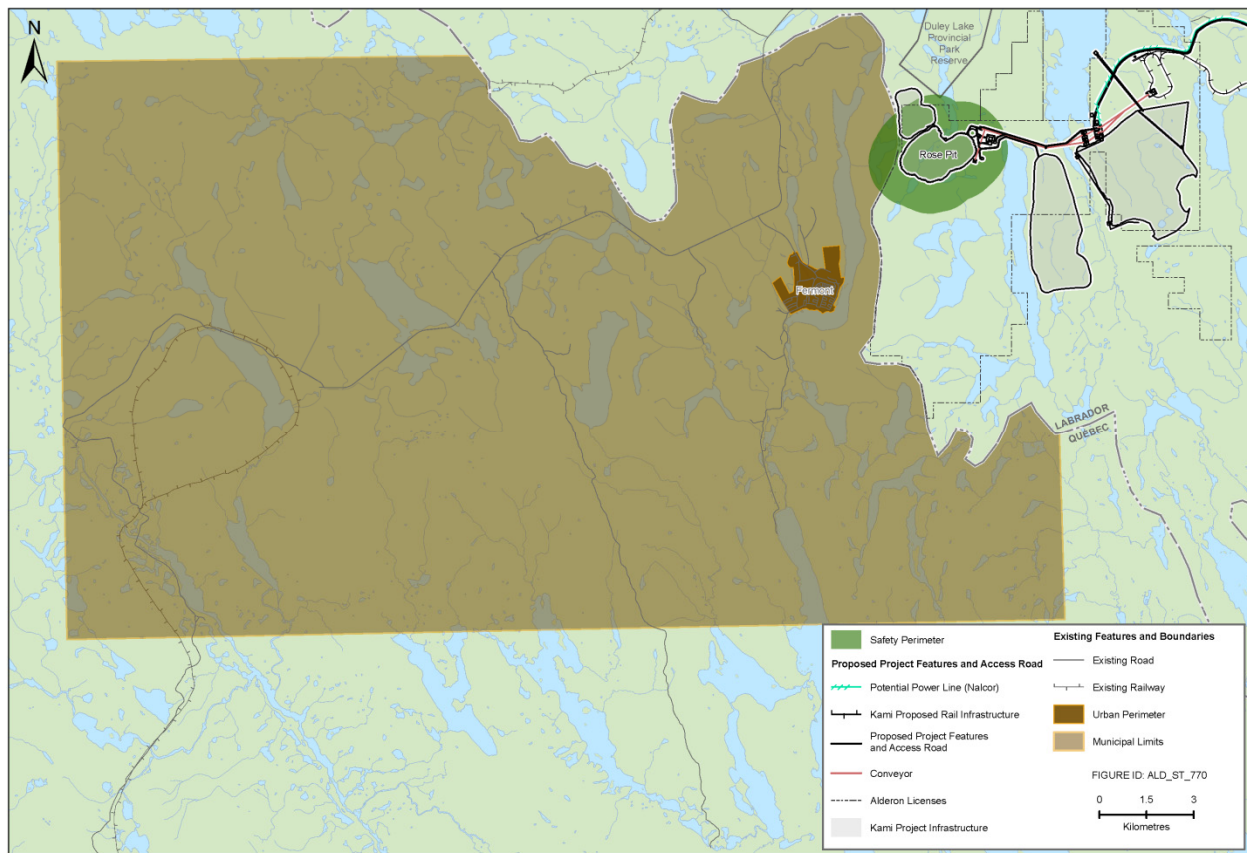 N
Duley Lake
Provincial
Park
Reserve
Rose Pit
Fermont
LABRADOR
QUÉBEC
Safety Perimeter
Proposed Project Features and Access Road
Potential Power Line (Nalcor)
Kami Proposed Rail Infrastructure
Proposed Project Features
and Access Road
Conveyor
Alderon Licenses
Kami Project Infrastructure
Existing Features and Boundaries
Existing Road
Existing Railway
Urban Perimeter
Municipal Limits
FIGURE ID: ALD_ST_770
0 1.5 3
Kilometres